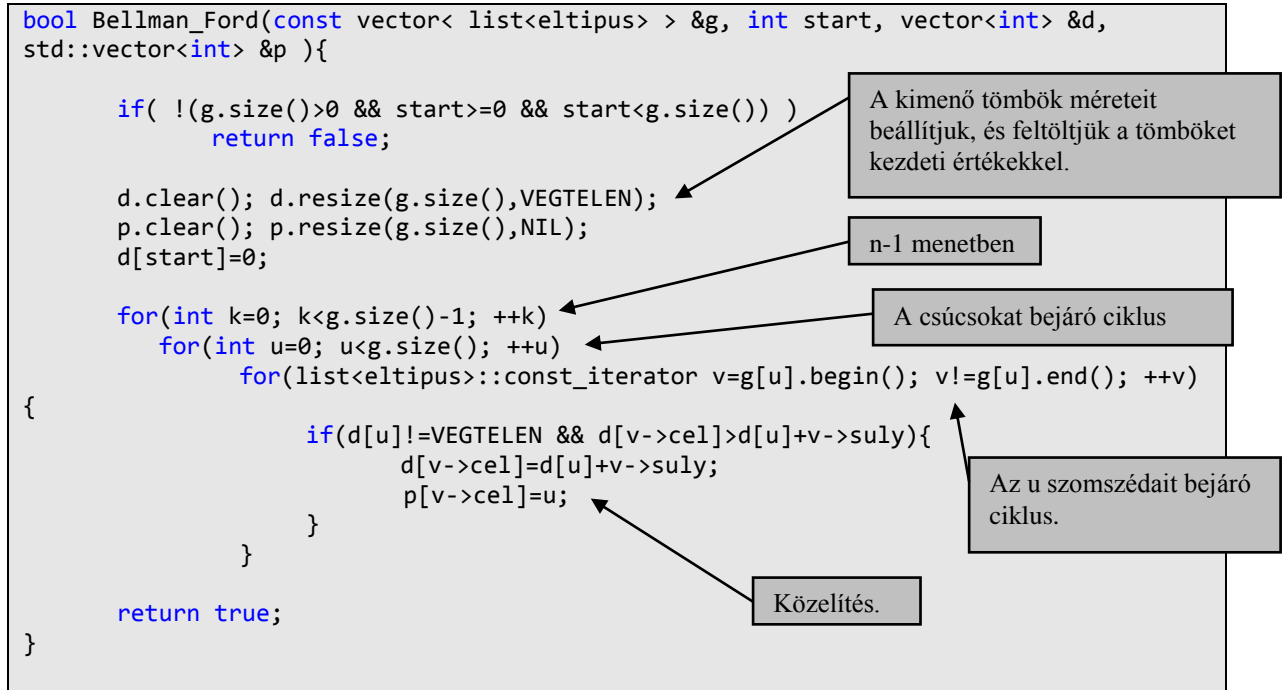 bool Bellman_Ford(const vector< list<eltipus> > &g, int start, vector<int> &d,
std::vector<int> &p ){
if( !(g.size()>0 && start>=0 && start<g.size()) )
return false;
A kimenő tömbök méreteit
beállítjuk, és feltöltjük a tömböket
kezdeti értékekkel.
d.clear(); d.resize(g.size(),VEGTELEN);
p.clear(); p.resize(g.size(),NIL);
d[start]=0;
n-1 menetben
for(int k=0; k<g.size()-1; ++k)
A csúcsokat bejáró ciklus
for(int u=0; u<g.size(); ++u)
for(list<eltipus>::const_iterator v=g[u].begin(); v!=g[u].end(); ++v)
{
if(d[u]!=VEGTELEN && d[v->cel]>d[u]+v->suly){
d[v->cel]=d[u]+v->suly;
p[v->cel]=u;
Az u szomszédait bejáró
ciklus.
}
}
Közelítés.
return true;
}